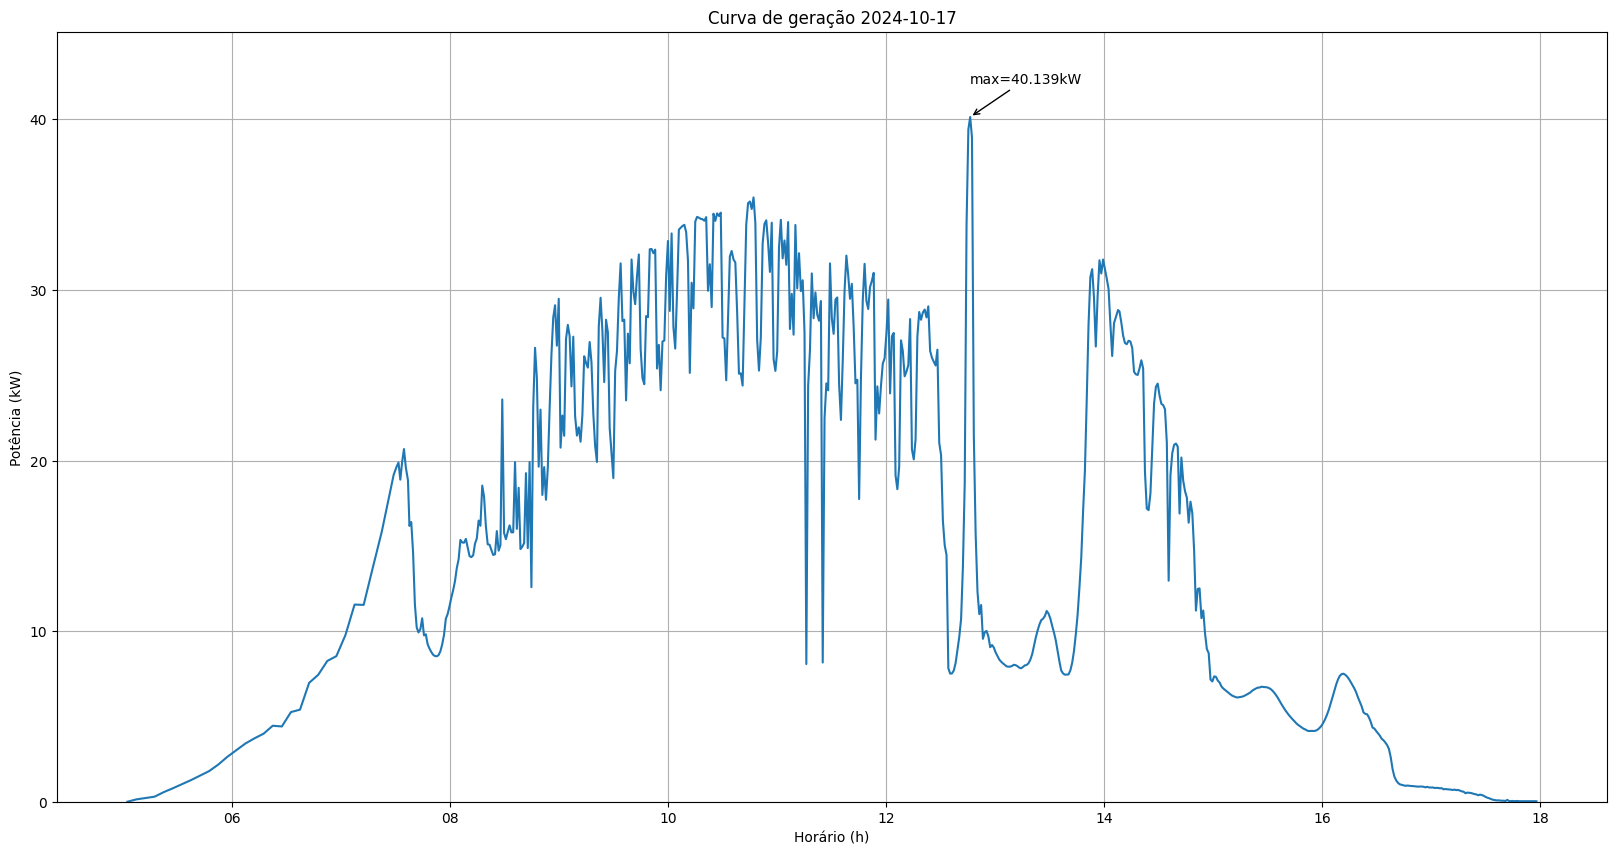 Curva de geração 2024-10-17
max=40.139kW
40
30
20
10
0
Potência (kW)
06 08 10 12 14 16 18
Horário (h)